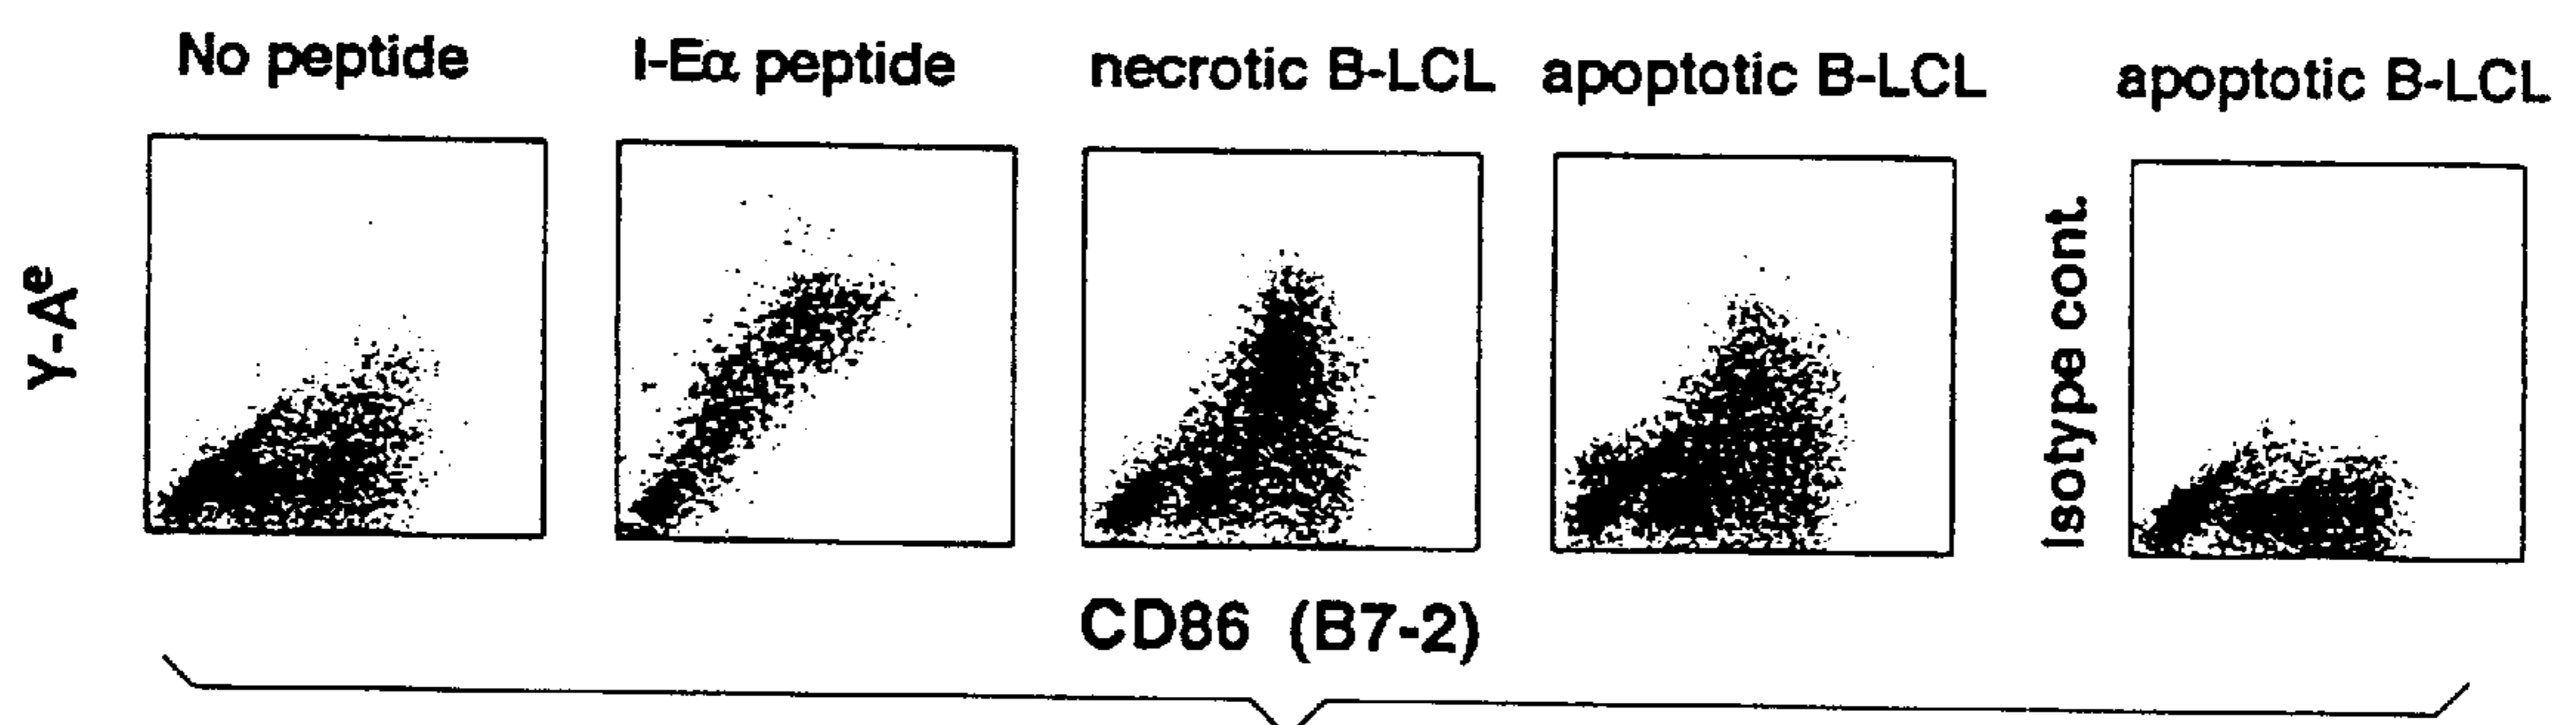 No peptide
I-Eα peptide
necrotic B-LCL
apoptotic B-LCL
apoptotic B-LCL
Y-Aᵉ
Isotype cont.
CD86 (B7-2)